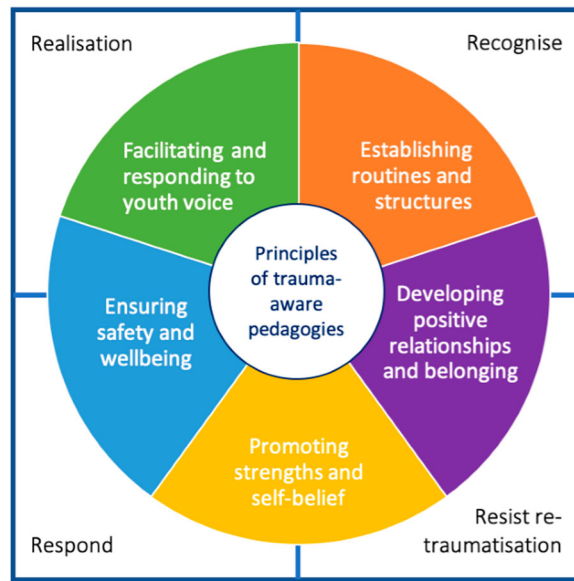 Realisation
Recognise
Facilitating and
responding to
youth voice
Establishing
routines and
structures
Principles
of trauma-
aware
pedagogies
Ensuring
safety and
wellbeing
Developing
positive
relationships
and belonging
Promoting
strengths and
self-belief
Respond
Resist re-
traumatisation